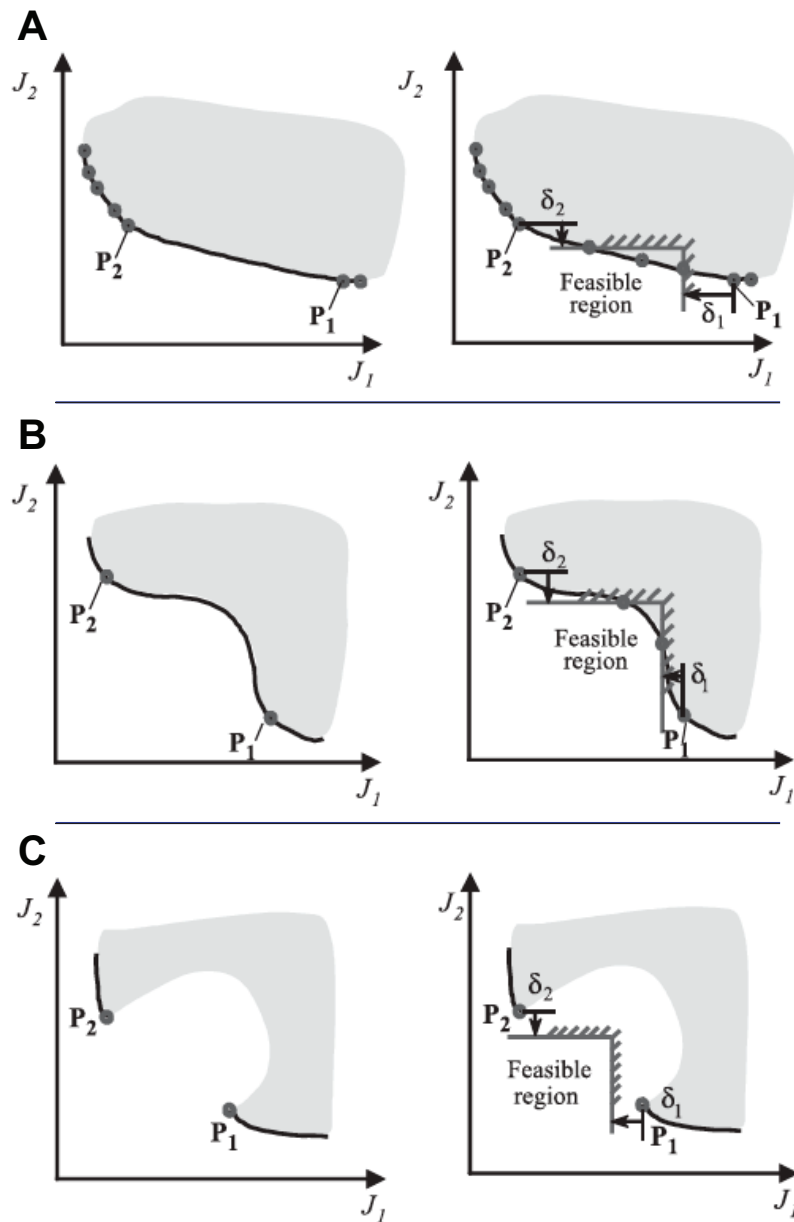 A
J₂
P₂
P₁
J₁
J₂
δ₂
P₂
Feasible
region
δ₁
P₁
J₁
B
J₂
P₂
P₁
J₁
J₂
δ₂
P₂
Feasible
region
δ₁
P₁
J₁
C
J₂
P₂
P₁
J₁
J₂
δ₂
P₂
Feasible
region
δ₁
P₁
J₁